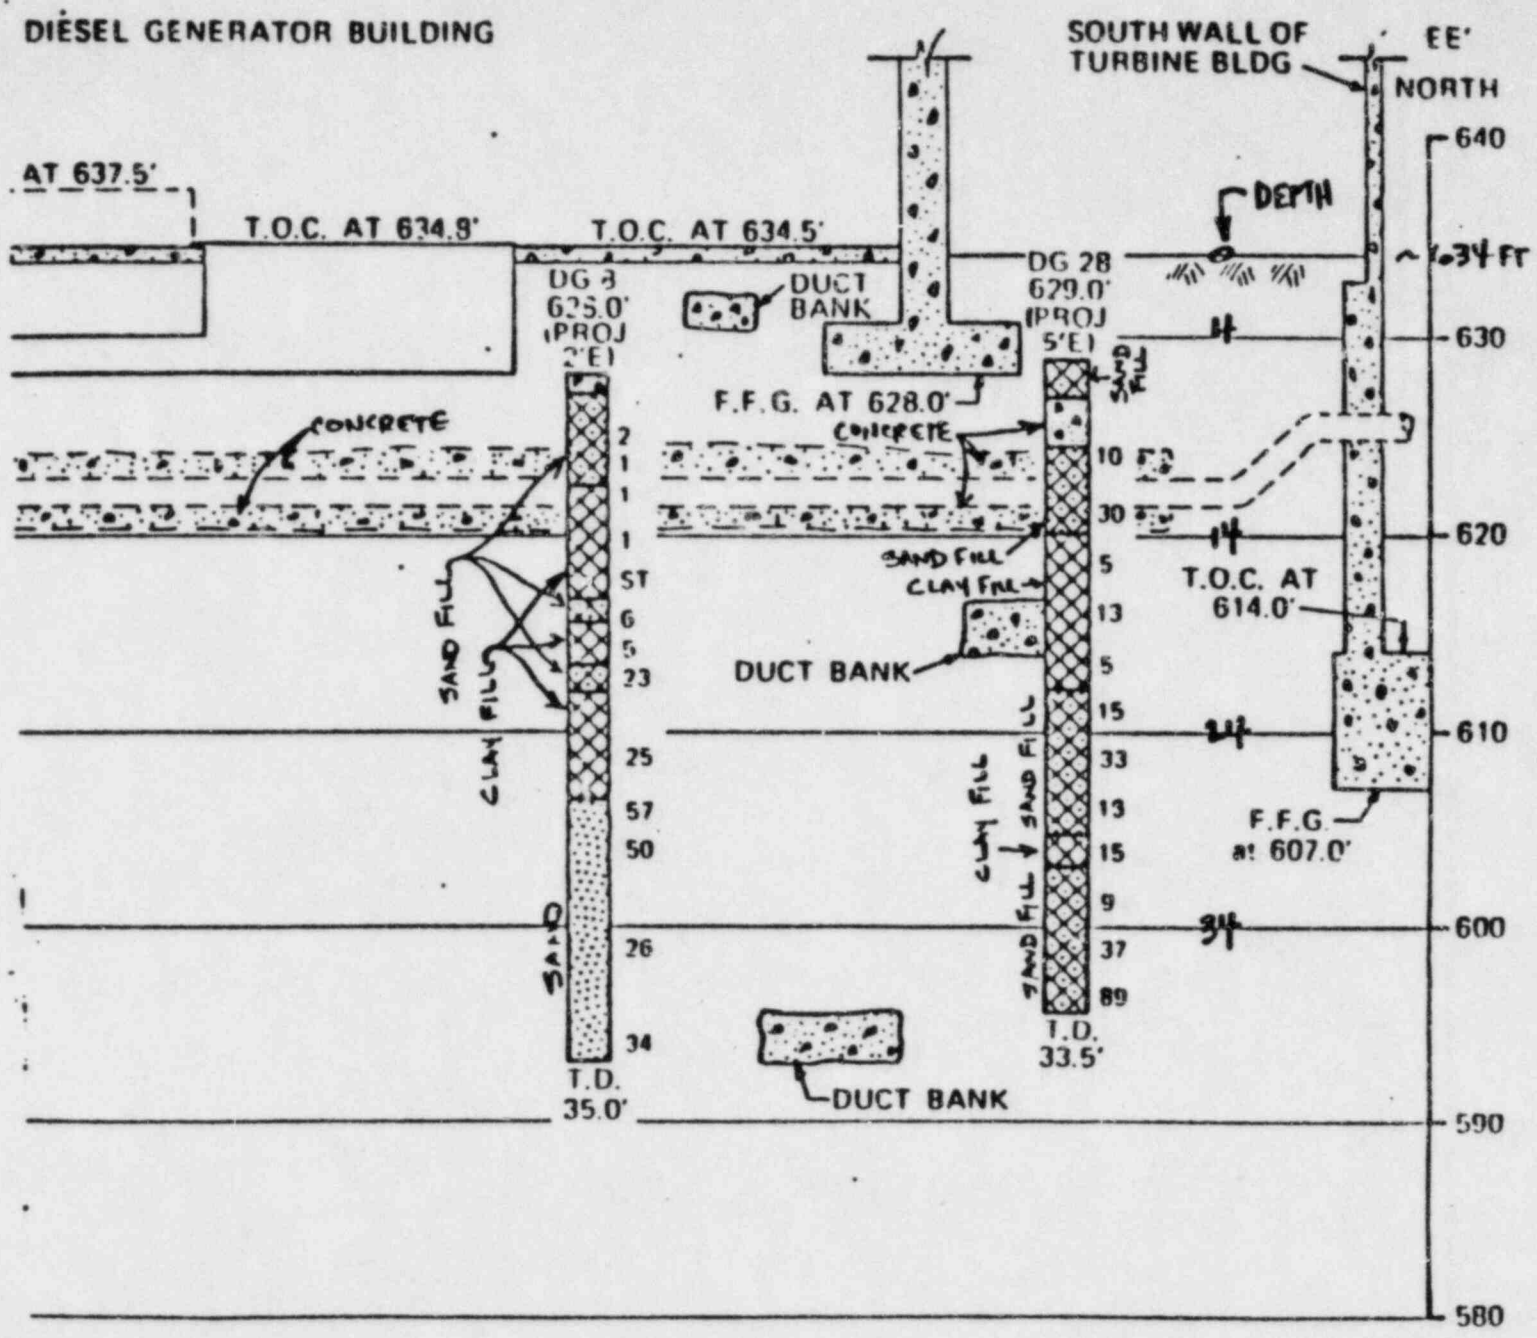 DIESEL GENERATOR BUILDING
SOUTH WALL OF
TURBINE BLDG
EE'
NORTH
640
AT 637.5'
DEPTH
T.O.C. AT 634.8'
T.O.C. AT 634.5'
~ 634 FT
DG 28
629.0'
(PROJ
5'E)
DG 8
(PROJ
2'E)
DUCT
BANK
630
SAND
FILL
F.F.G. AT 628.0'
CONCRETE
CONCRETE
2
1
1
1
ST
6
5
23
25
57
50
26
34
10
30
5
13
5
15
33
13
15
9
37
89
620
SAND FILL
CLAY FILL
T.O.C. AT
614.0'
DUCT BANK
SAND FILL
CLAY FILL
SAND FILL
CLAY FILL
SAND FILL
610
F.F.G.
at 607.0'
SAND
600
T.D.
33.5'
T.D.
35.0'
DUCT BANK
590
580